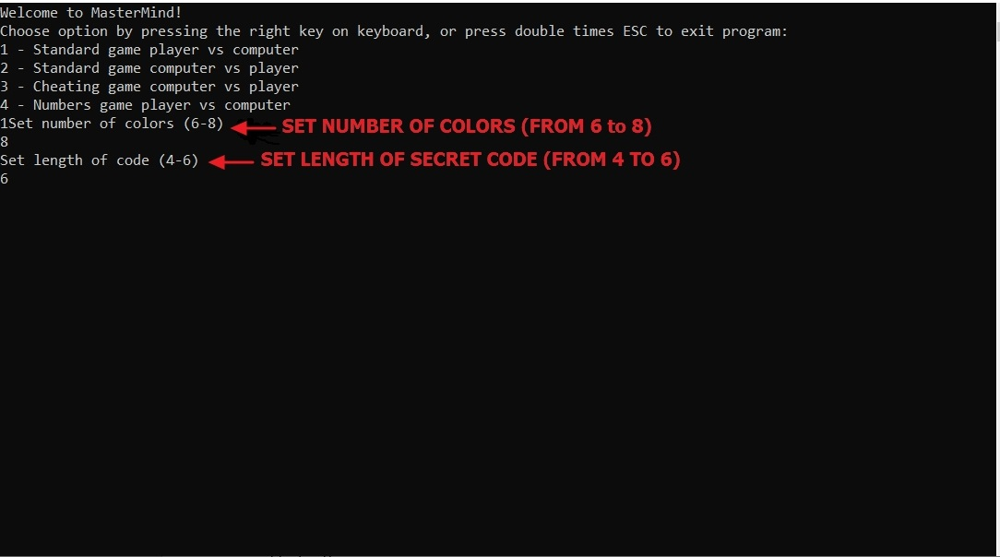 Welcome to MasterMind!
Choose option by pressing the right key on keyboard, or press double times ESC to exit program:
1 - Standard game player vs computer
2 - Standard game computer vs player
3 - Cheating game computer vs player
4 - Numbers game player vs computer
1Set number of colors (6-8) SET NUMBER OF COLORS (FROM 6 to 8)
8
Set length of code (4-6) SET LENGTH OF SECRET CODE (FROM 4 TO 6)
6